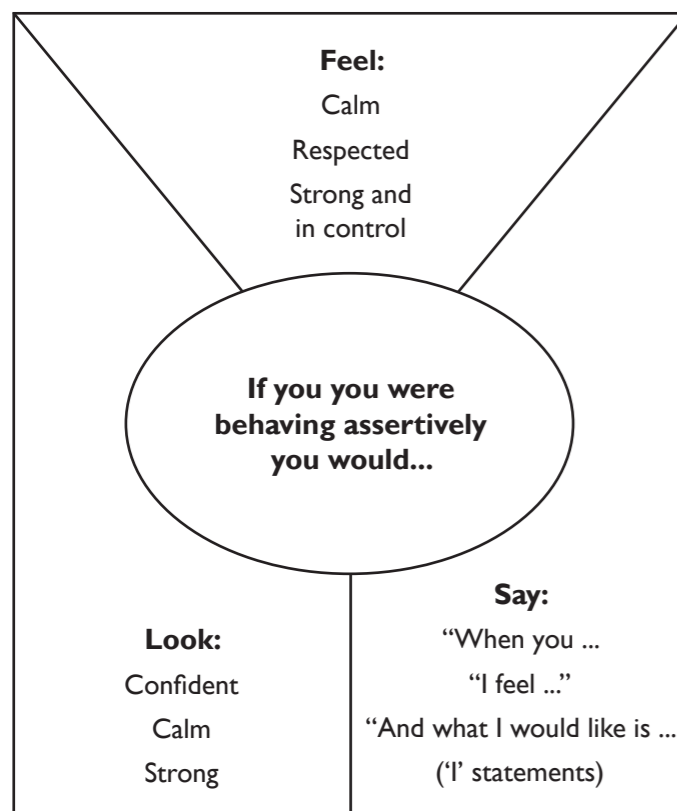 Feel:
Calm
Respected
Strong and
in control
If you you were
behaving assertively
you would...
Look:
Confident
Calm
Strong
Say:
“When you ...
“I feel ...”
“And what I would like is ...
(‘I’ statements)